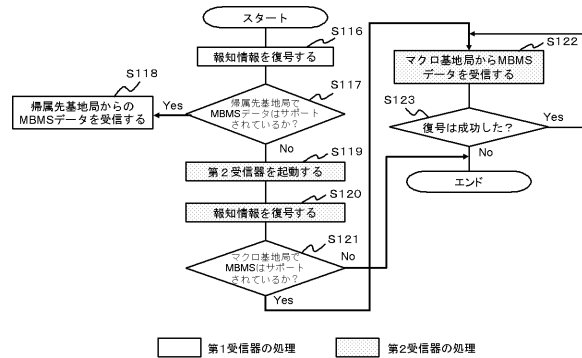 スタート
S116
報知情報を復号する
S117
帰属先基地局で
MBMSデータはサポート
されているか？
Yes
S118
帰属先基地局からの
MBMSデータを受信する
No
S119
第2受信器を起動する
S120
報知情報を復号する
S121
マクロ基地局で
MBMSはサポート
されているか？
No
Yes
S122
マクロ基地局からMBMS
データを受信する
S123
復号は成功した？
Yes
No
エンド
第1受信器の処理
第2受信器の処理